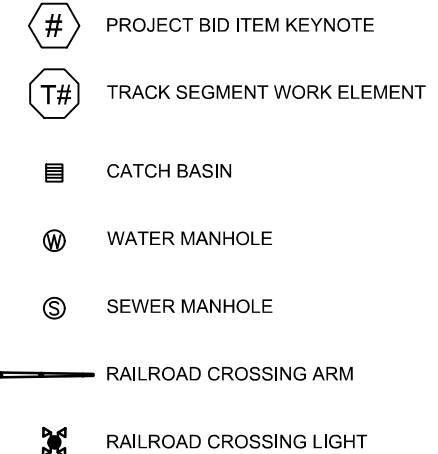 # PROJECT BID ITEM KEYNOTE
T# TRACK SEGMENT WORK ELEMENT
CATCH BASIN
W WATER MANHOLE
S SEWER MANHOLE
RAILROAD CROSSING ARM
RAILROAD CROSSING LIGHT